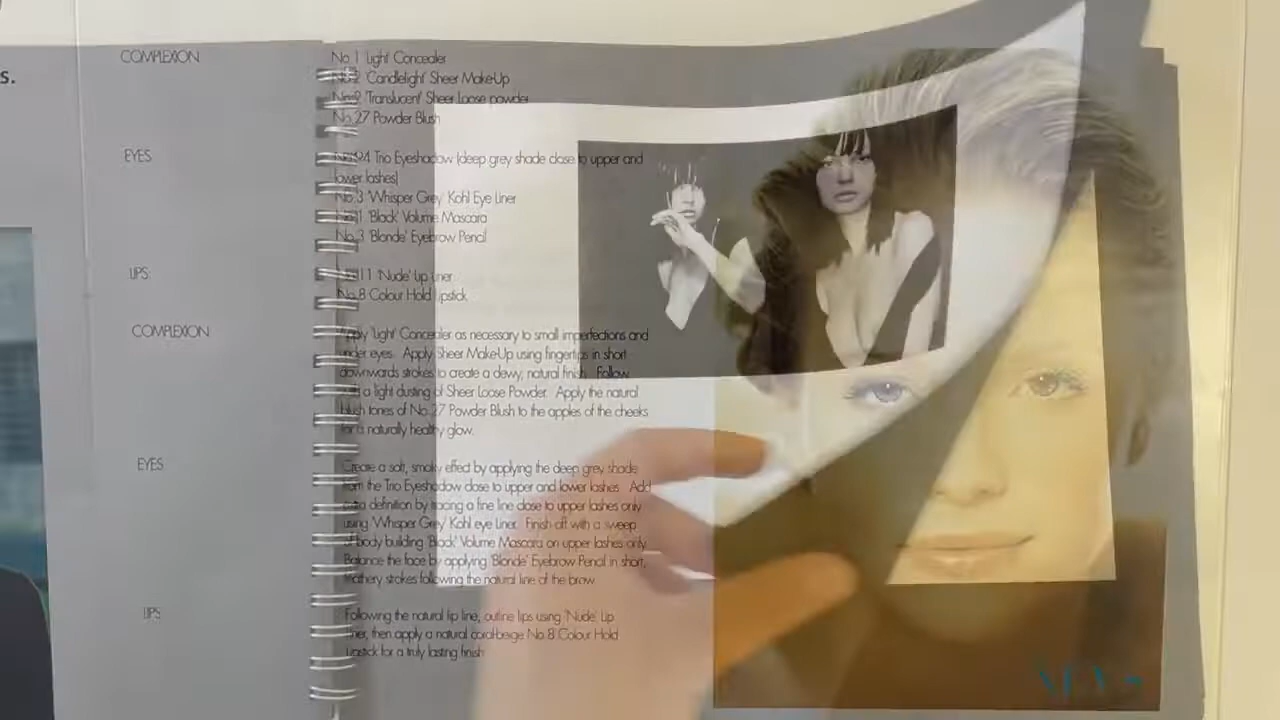 s.
COMPLEXION
No.1 'Light' Concealer
No.2 'Candlelight' Sheer Make-Up
No.2 'Translucent' Sheer Loose powder
No.27 Powder Blush
EYES
No.94 Trio Eyeshadow (deep grey shade close to upper and
lower lashes)
No.3 'Whisper Grey' Kohl Eye Liner
No.1 'Black' Volume Mascara
No.3 'Blonde' Eyebrow Pencil
LIPS
No.11 'Nude' Lip Liner
No.8 Colour Hold Lipstick
COMPLEXION
Apply 'Light' Concealer as necessary to small imperfections and
under eyes. Apply Sheer Make-Up using fingertips in short
downwards strokes to create a dewy, natural finish. Follow
a light dusting of Sheer Loose Powder. Apply the natural
blush tones of No.27 Powder Blush to the apples of the cheeks
for a naturally healthy glow.
EYES
Create a soft, smoky effect by applying the deep grey shade
from the Trio Eyeshadow close to upper and lower lashes. Add
extra definition by tracing a fine line close to upper lashes only
using 'Whisper Grey' Kohl eye Liner. Finish off with a sweep
of body building 'Black' Volume Mascara on upper lashes only.
Balance the face by applying 'Blonde' Eyebrow Pencil in short,
feathery strokes following the natural line of the brow.
LIPS
Following the natural lip line, outline lips using 'Nude' Lip
Liner, then apply a natural coral-beige No.8 Colour Hold
Lipstick for a truly lasting finish.